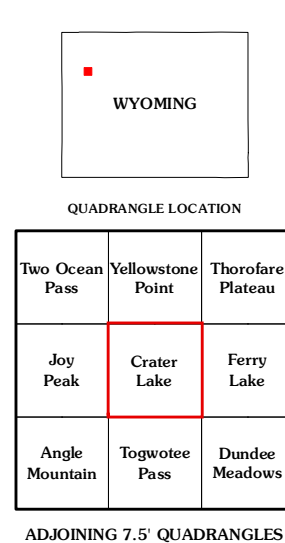 WYOMING
QUADRANGLE LOCATION
Two Ocean
Pass
Yellowstone
Point
Thorofare
Plateau
Joy
Peak
Crater
Lake
Ferry
Lake
Angle
Mountain
Togwotee
Pass
Dundee
Meadows
ADJOINING 7.5' QUADRANGLES